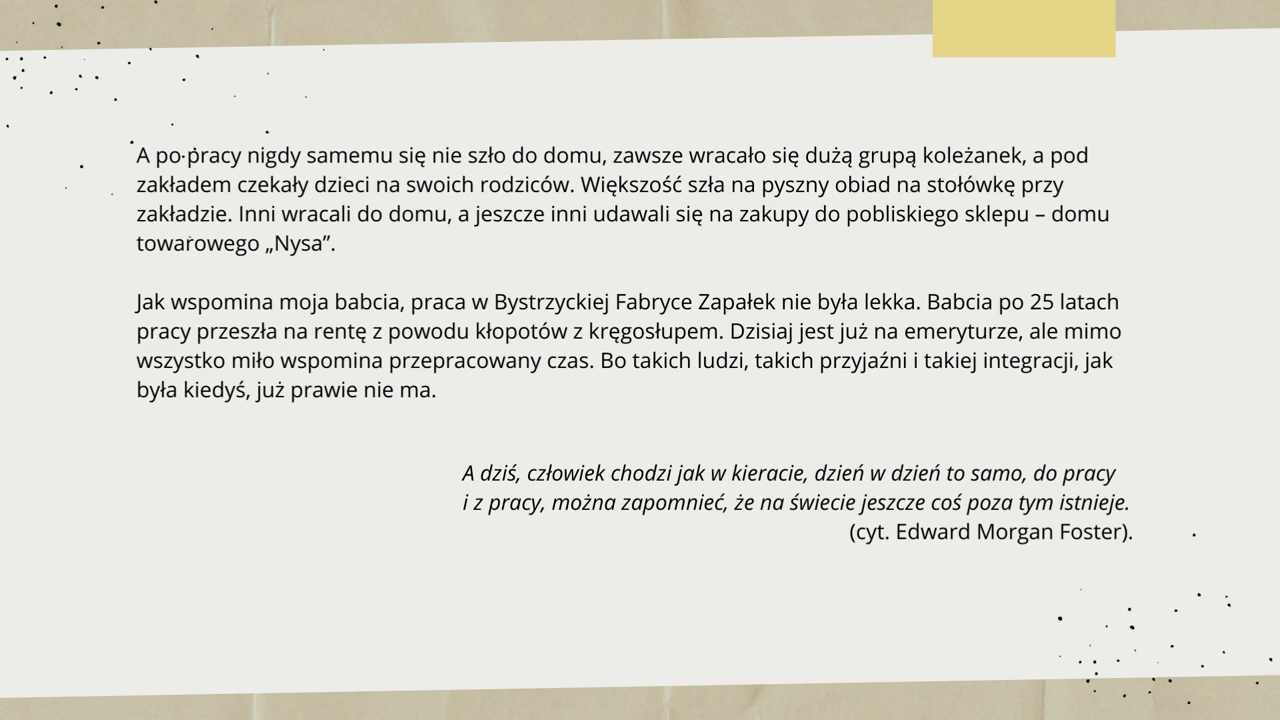 A po pracy nigdy samemu się nie szło do domu, zawsze wracało się dużą grupą koleżanek, a pod
zakładem czekały dzieci na swoich rodziców. Większość szła na pyszny obiad na stołówkę przy
zakładzie. Inni wracali do domu, a jeszcze inni udawali się na zakupy do pobliskiego sklepu – domu
towarowego „Nysa”.
Jak wspomina moja babcia, praca w Bystrzyckiej Fabryce Zapałek nie była lekka. Babcia po 25 latach
pracy przeszła na rentę z powodu kłopotów z kręgosłupem. Dzisiaj jest już na emeryturze, ale mimo
wszystko miło wspomina przepracowany czas. Bo takich ludzi, takich przyjaźni i takiej integracji, jak
była kiedyś, już prawie nie ma.
A dziś, człowiek chodzi jak w kieracie, dzień w dzień to samo, do pracy
i z pracy, można zapomnieć, że na świecie jeszcze coś poza tym istnieje.
(cyt. Edward Morgan Foster).